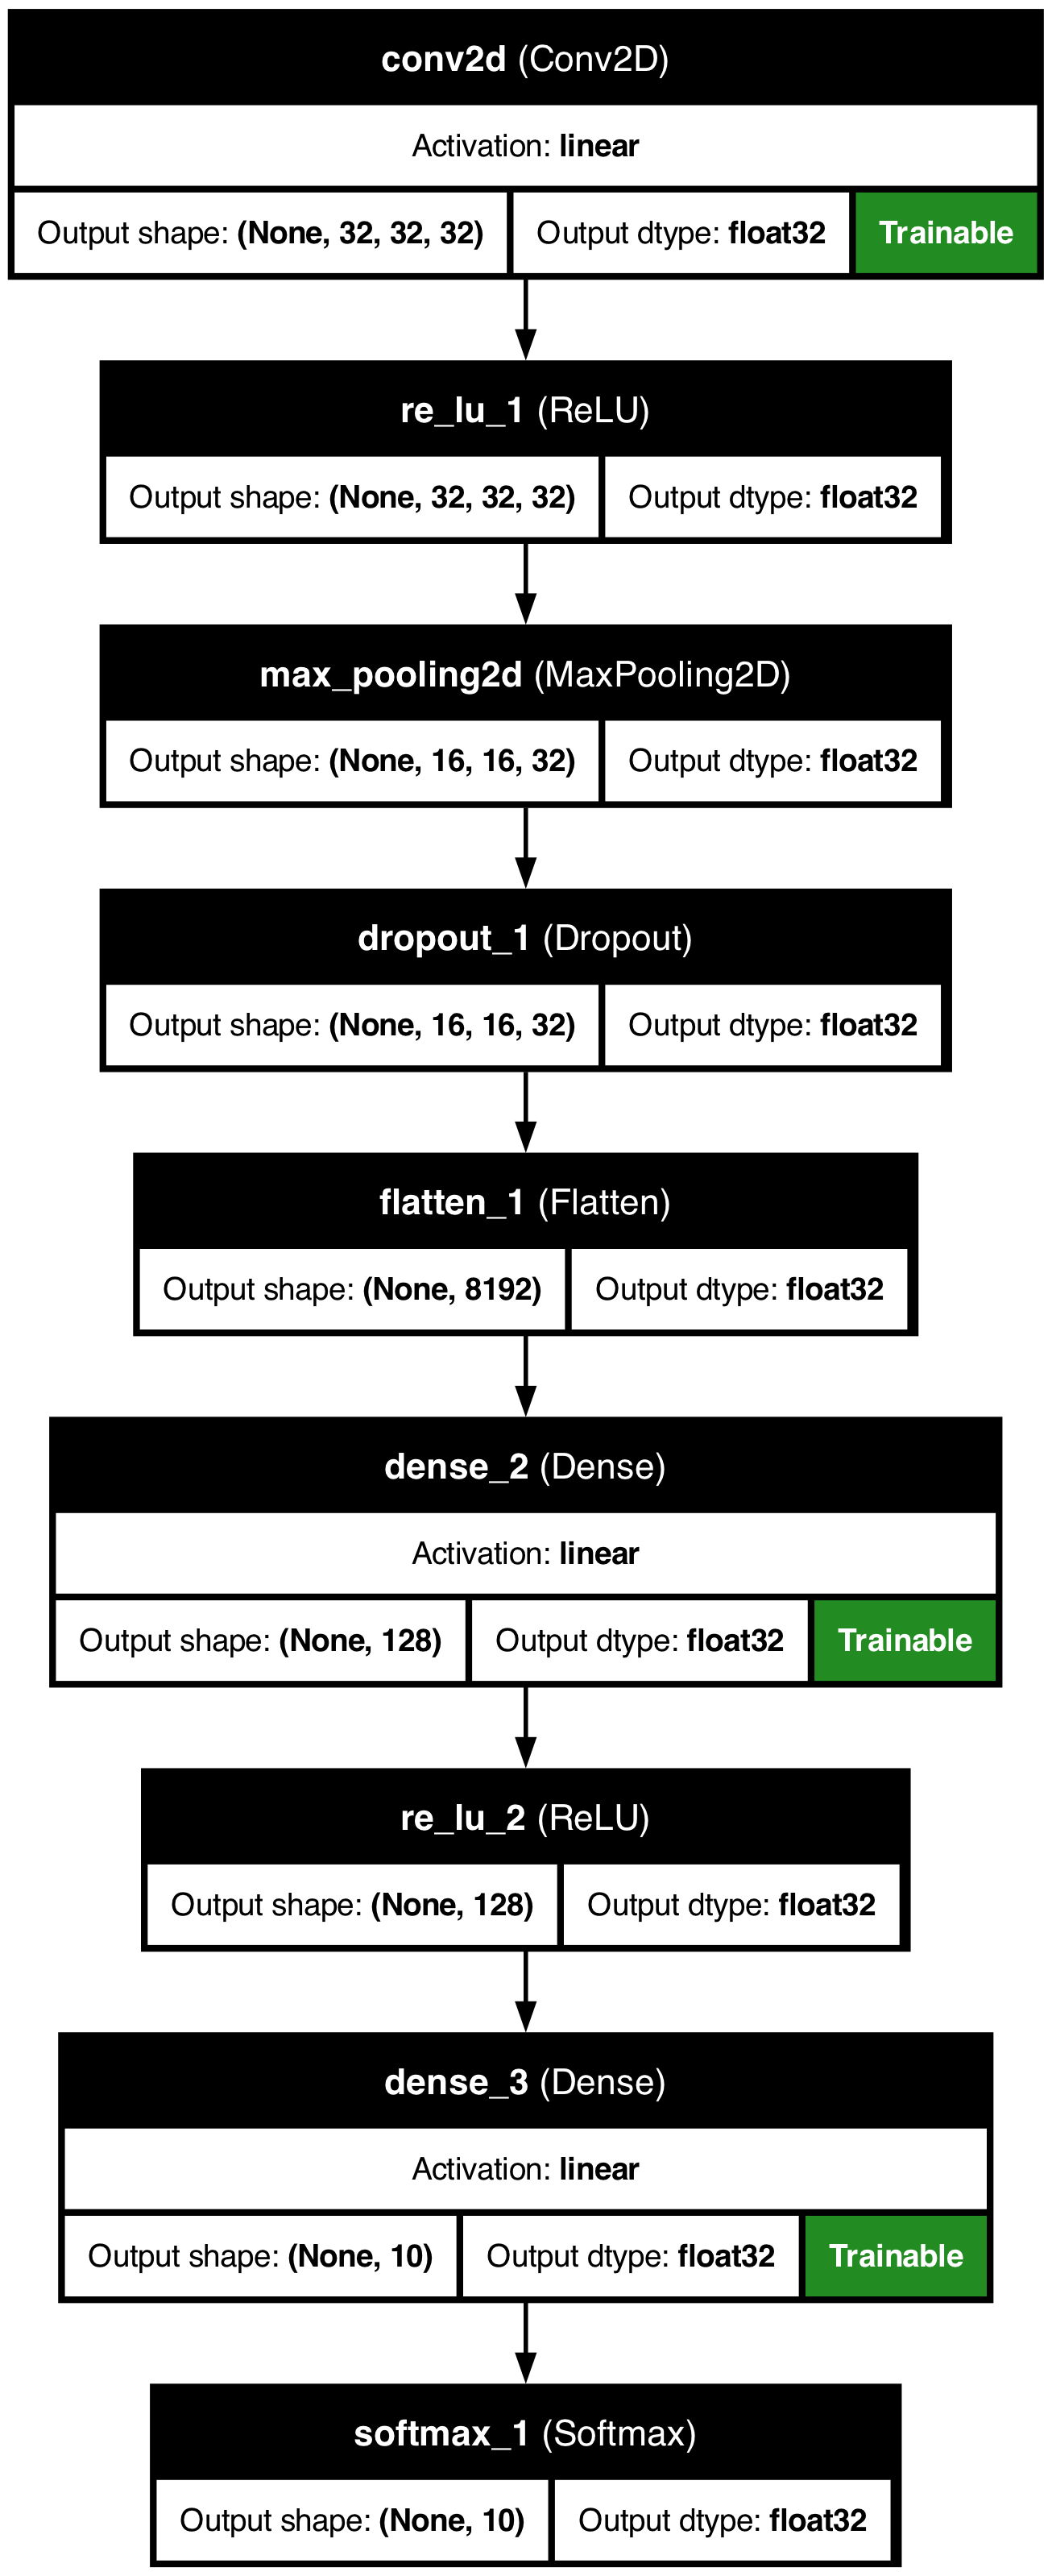 conv2d (Conv2D)
Activation: linear
Output shape: (None, 32, 32, 32) Output dtype: float32 Trainable
re_lu_1 (ReLU)
Output shape: (None, 32, 32, 32) Output dtype: float32
max_pooling2d (MaxPooling2D)
Output shape: (None, 16, 16, 32) Output dtype: float32
dropout_1 (Dropout)
Output shape: (None, 16, 16, 32) Output dtype: float32
flatten_1 (Flatten)
Output shape: (None, 8192) Output dtype: float32
dense_2 (Dense)
Activation: linear
Output shape: (None, 128) Output dtype: float32 Trainable
re_lu_2 (ReLU)
Output shape: (None, 128) Output dtype: float32
dense_3 (Dense)
Activation: linear
Output shape: (None, 10) Output dtype: float32 Trainable
softmax_1 (Softmax)
Output shape: (None, 10) Output dtype: float32